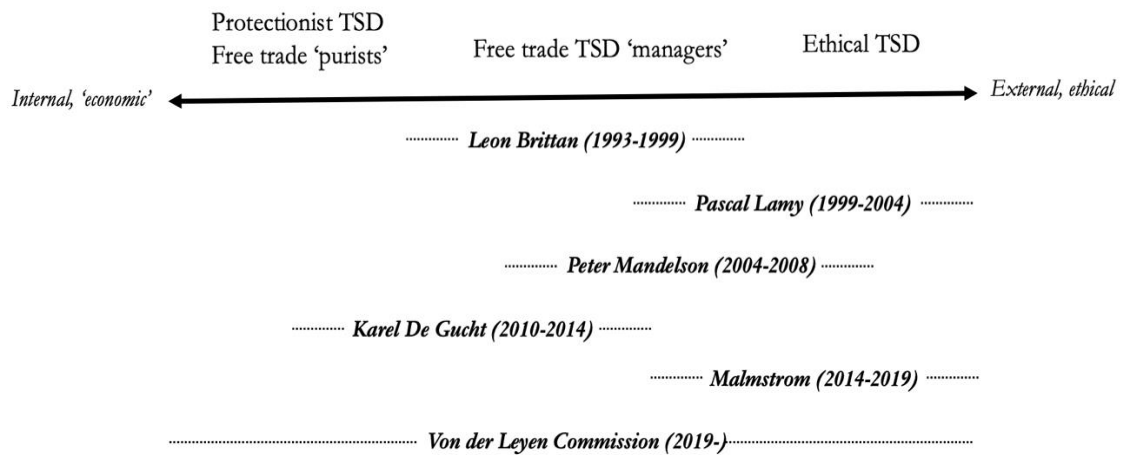 Protectionist TSD
Free trade ‘purists’
Free trade TSD ‘managers’
Ethical TSD
Internal, ‘economic’
External, ethical
Leon Brittan (1993-1999)
Pascal Lamy (1999-2004)
Peter Mandelson (2004-2008)
Karel De Gucht (2010-2014)
Malmstrom (2014-2019)
Von der Leyen Commission (2019-)